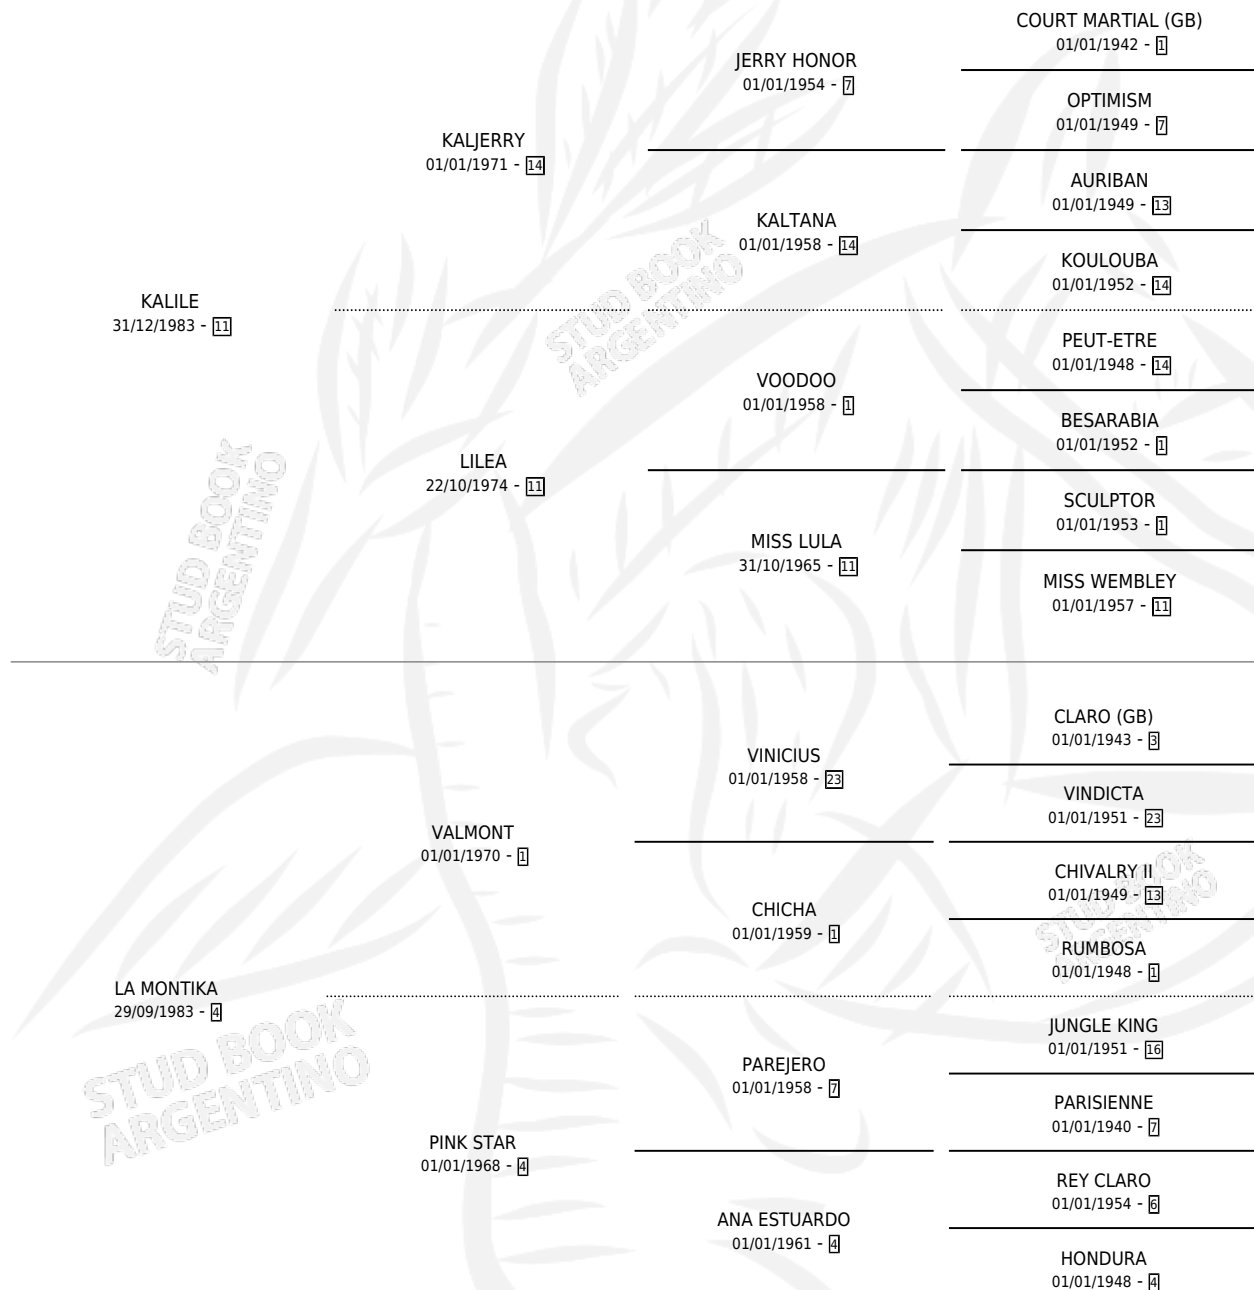 COURT MARTIAL (GB)
01/01/1942 - 1
JERRY HONOR
01/01/1954 - 7
OPTIMISM
01/01/1949 - 7
KALJERRY
01/01/1971 - 14
AURIBAN
01/01/1949 - 13
KALTANA
01/01/1958 - 14
KOULOUBA
01/01/1952 - 14
KALILE
31/12/1983 - 11
PEUT-ETRE
01/01/1948 - 14
VOODOO
01/01/1958 - 1
BESARABIA
01/01/1952 - 1
LILEA
22/10/1974 - 11
SCULPTOR
01/01/1953 - 1
MISS LULA
31/10/1965 - 11
MISS WEMBLEY
01/01/1957 - 11
CLARO (GB)
01/01/1943 - 3
VINICIUS
01/01/1958 - 23
VINDICTA
01/01/1951 - 23
VALMONT
01/01/1970 - 1
CHIVALRY II
01/01/1949 - 13
CHICHA
01/01/1959 - 1
RUMBOSA
01/01/1948 - 1
LA MONTIKA
29/09/1983 - 4
JUNGLE KING
01/01/1951 - 16
PAREJERO
01/01/1958 - 7
PARISIENNE
01/01/1940 - 7
PINK STAR
01/01/1968 - 4
REY CLARO
01/01/1954 - 6
ANA ESTUARDO
01/01/1961 - 4
HONDURA
01/01/1948 - 4
STUD BOOK
ARGENTINO
STUD BOOK
ARGENTINO
STUD BOOK
ARGENTINO
STUD BOOK
ARGENTINO